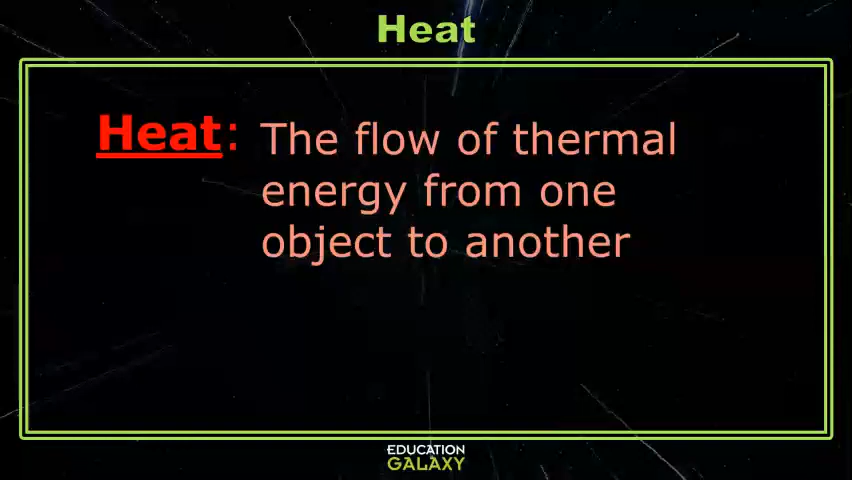 Heat
Heat: The flow of thermal
energy from one
object to another
EDUCATION
GALAXY